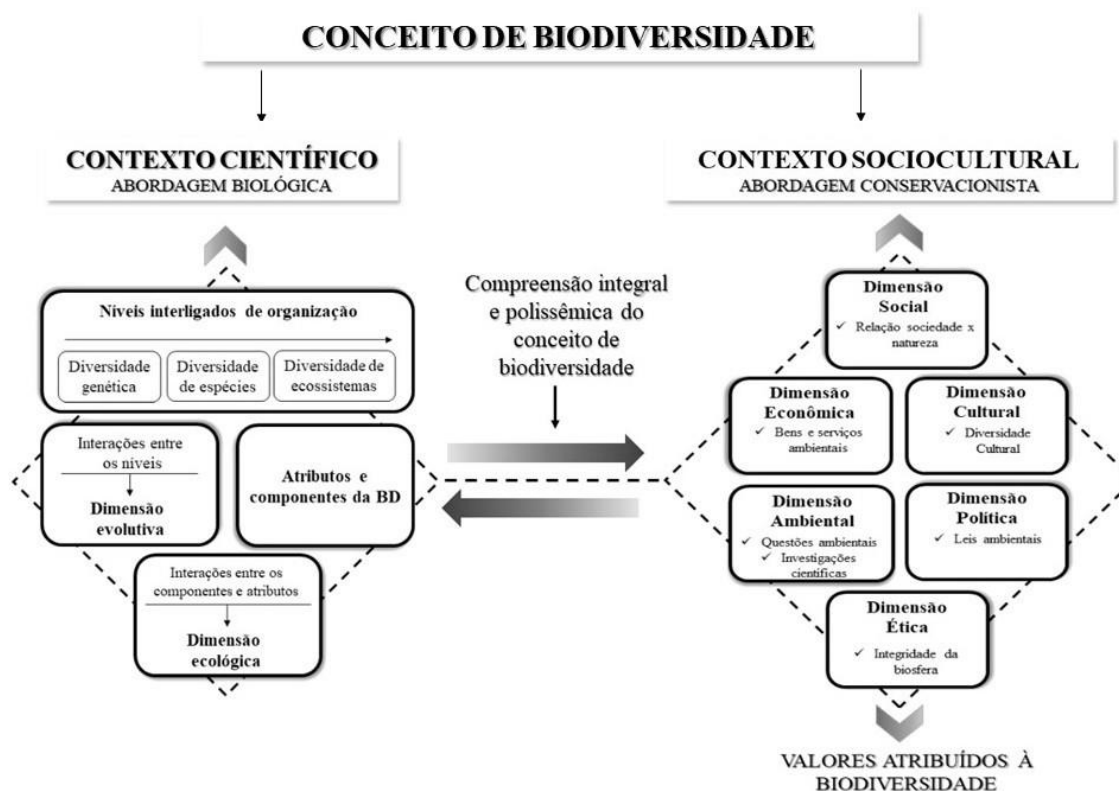 CONCEITO DE BIODIVERSIDADE
CONTEXTO CIENTÍFICO
ABORDAGEM BIOLÓGICA
Níveis interligados de organização
Diversidade
genética
Diversidade
de espécies
Diversidade de
ecossistemas
Interações entre
os níveis
Dimensão
evolutiva
Atributos e
componentes da BD
Interações entre os
componentes e atributos
Dimensão
ecológica
Compreensão integral
e polissêmica do
conceito de
biodiversidade
CONTEXTO SOCIOCULTURAL
ABORDAGEM CONSERVACIONISTA
Dimensão
Social
✓ Relação sociedade x
natureza
Dimensão
Econômica
✓ Bens e serviços
ambientais
Dimensão
Cultural
✓ Diversidade
Cultural
Dimensão
Ambiental
✓ Questões ambientais
✓ Investigações
científicas
Dimensão
Política
✓ Leis ambientais
Dimensão
Ética
✓ Integridade da
biosfera
VALORES ATRIBUÍDOS À
BIODIVERSIDADE